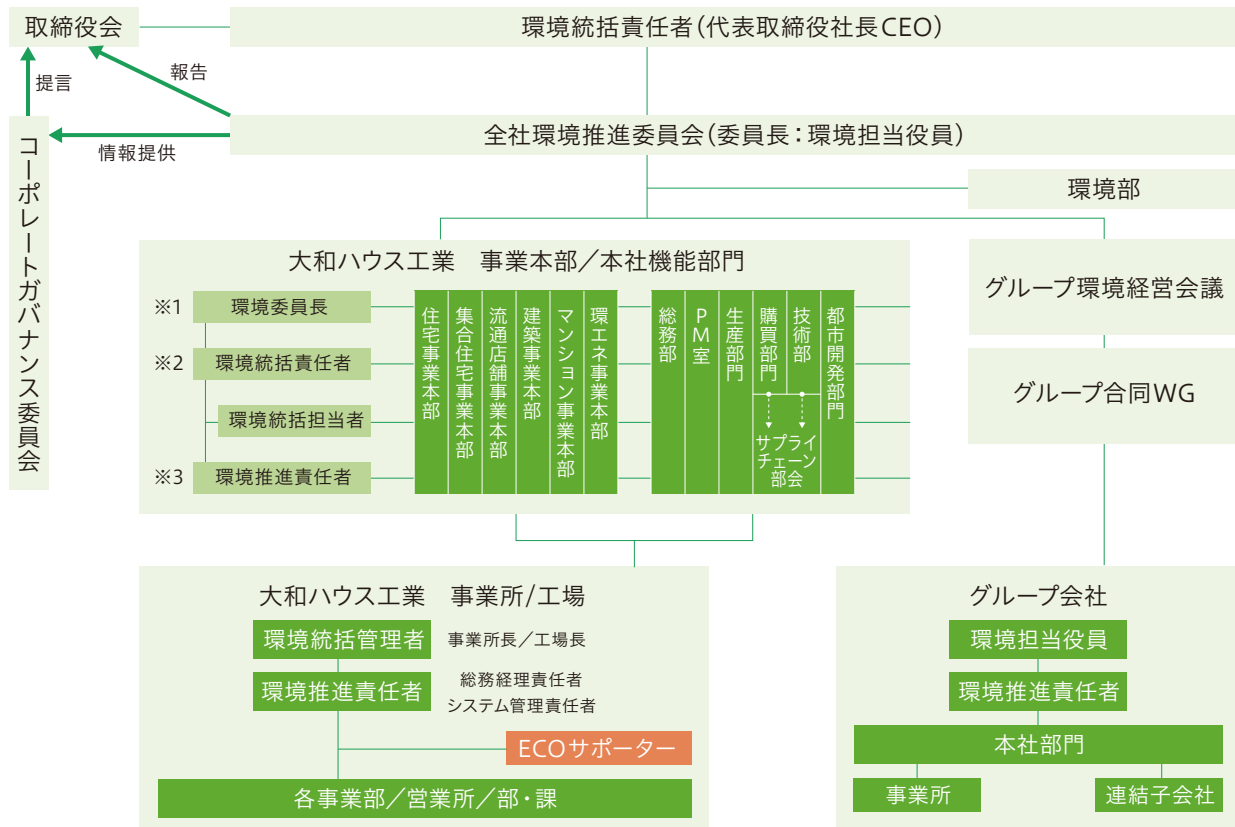 取締役会
環境統括責任者(代表取締役社長CEO)
提言
報告
情報提供
コーポレートガバナンス委員会
全社環境推進委員会(委員長:環境担当役員)
環境部
大和ハウス工業 事業本部/本社機能部門
※1 環境委員長
※2 環境統括責任者
環境統括担当者
※3 環境推進責任者
住宅事業本部
集合住宅事業本部
流通店舗事業本部
建築事業本部
マンション事業本部
環エネ事業本部
総務部
PM室
生産部門
購買部門
技術部
サプライ
チェーン
部会
都市開発部門
グループ環境経営会議
グループ合同WG
大和ハウス工業 事業所/工場
環境統括管理者 事業所長/工場長
環境推進責任者 総務経理責任者
システム管理責任者
ECOサポーター
各事業部/営業所/部・課
グループ会社
環境担当役員
環境推進責任者
本社部門
事業所
連結子会社